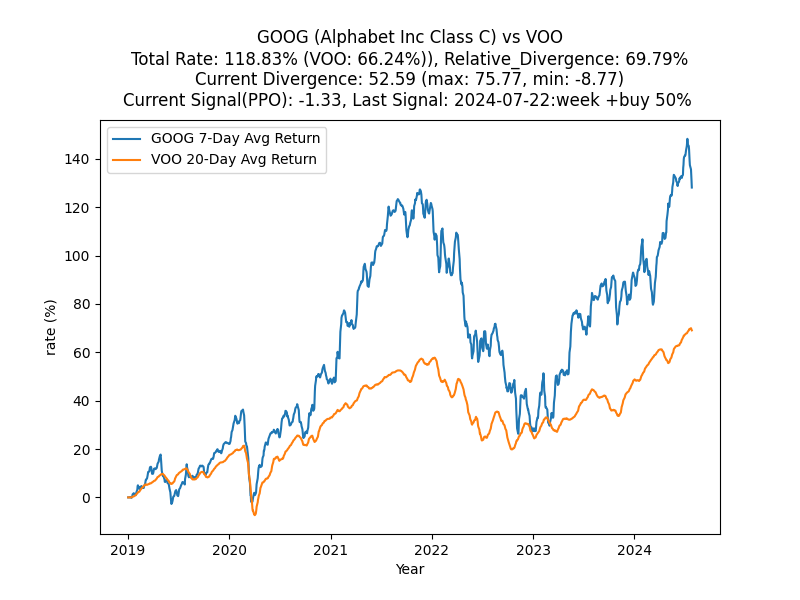 GOOG (Alphabet Inc Class C) vs VOO
Total Rate: 118.83% (VOO: 66.24%)), Relative_Divergence: 69.79%
Current Divergence: 52.59 (max: 75.77, min: -8.77)
Current Signal(PPO): -1.33, Last Signal: 2024-07-22:week +buy 50%
GOOG 7-Day Avg Return
VOO 20-Day Avg Return
140
120
100
80
60
40
20
0
rate (%)
2019 2020 2021 2022 2023 2024
Year